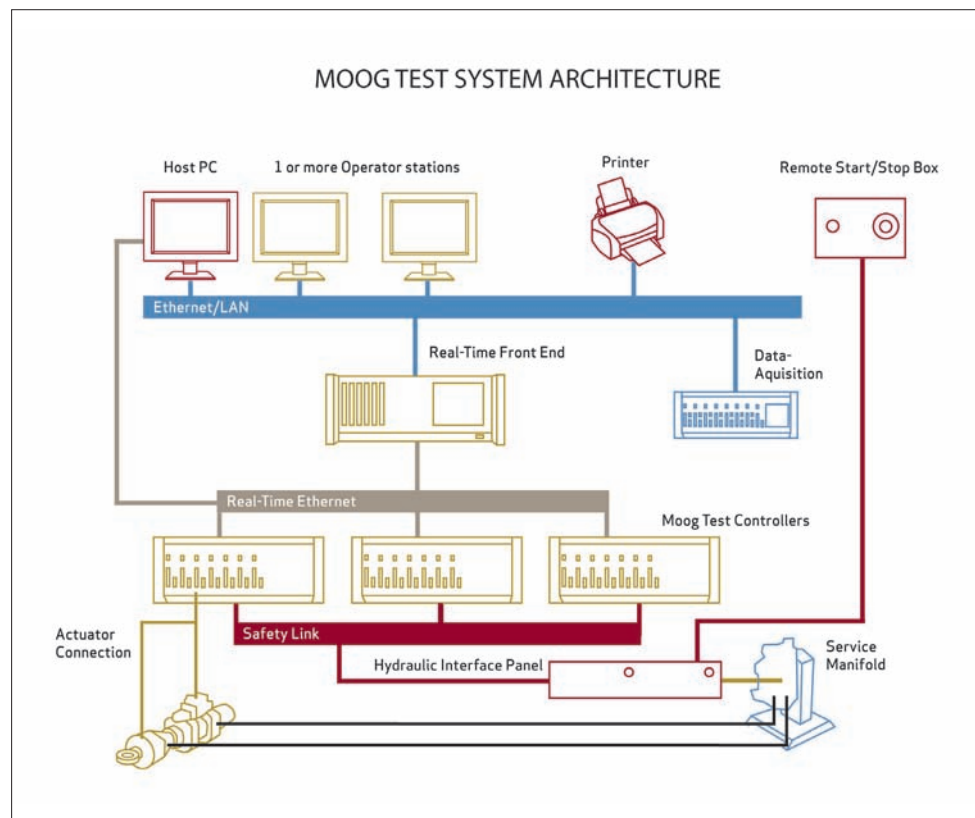 MOOG TEST SYSTEM ARCHITECTURE
Host PC
1 or more Operator stations
Printer
Remote Start/Stop Box
Ethernet/LAN
Real-Time Front End
Data-
Aquisition
Real-Time Ethernet
Moog Test Controllers
Actuator
Connection
Safety Link
Hydraulic Interface Panel
Service
Manifold